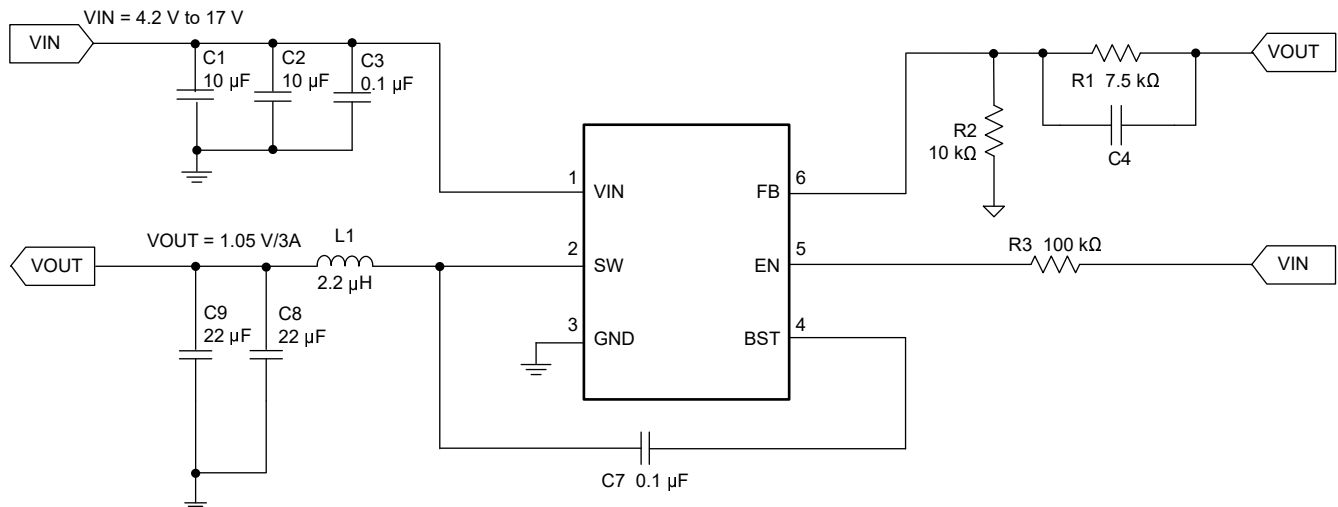 VIN = 4.2 V to 17 V
VIN
C1
10 μF
C2
10 μF
C3
0.1 μF
VOUT
R1 7.5 kΩ
R2
10 kΩ
C4
1
VIN
FB
6
VOUT = 1.05 V/3A
L1
2.2 μH
VOUT
2
SW
EN
5
R3 100 kΩ
VIN
C9
22 μF
C8
22 μF
3
GND
BST
4
C7 0.1 μF